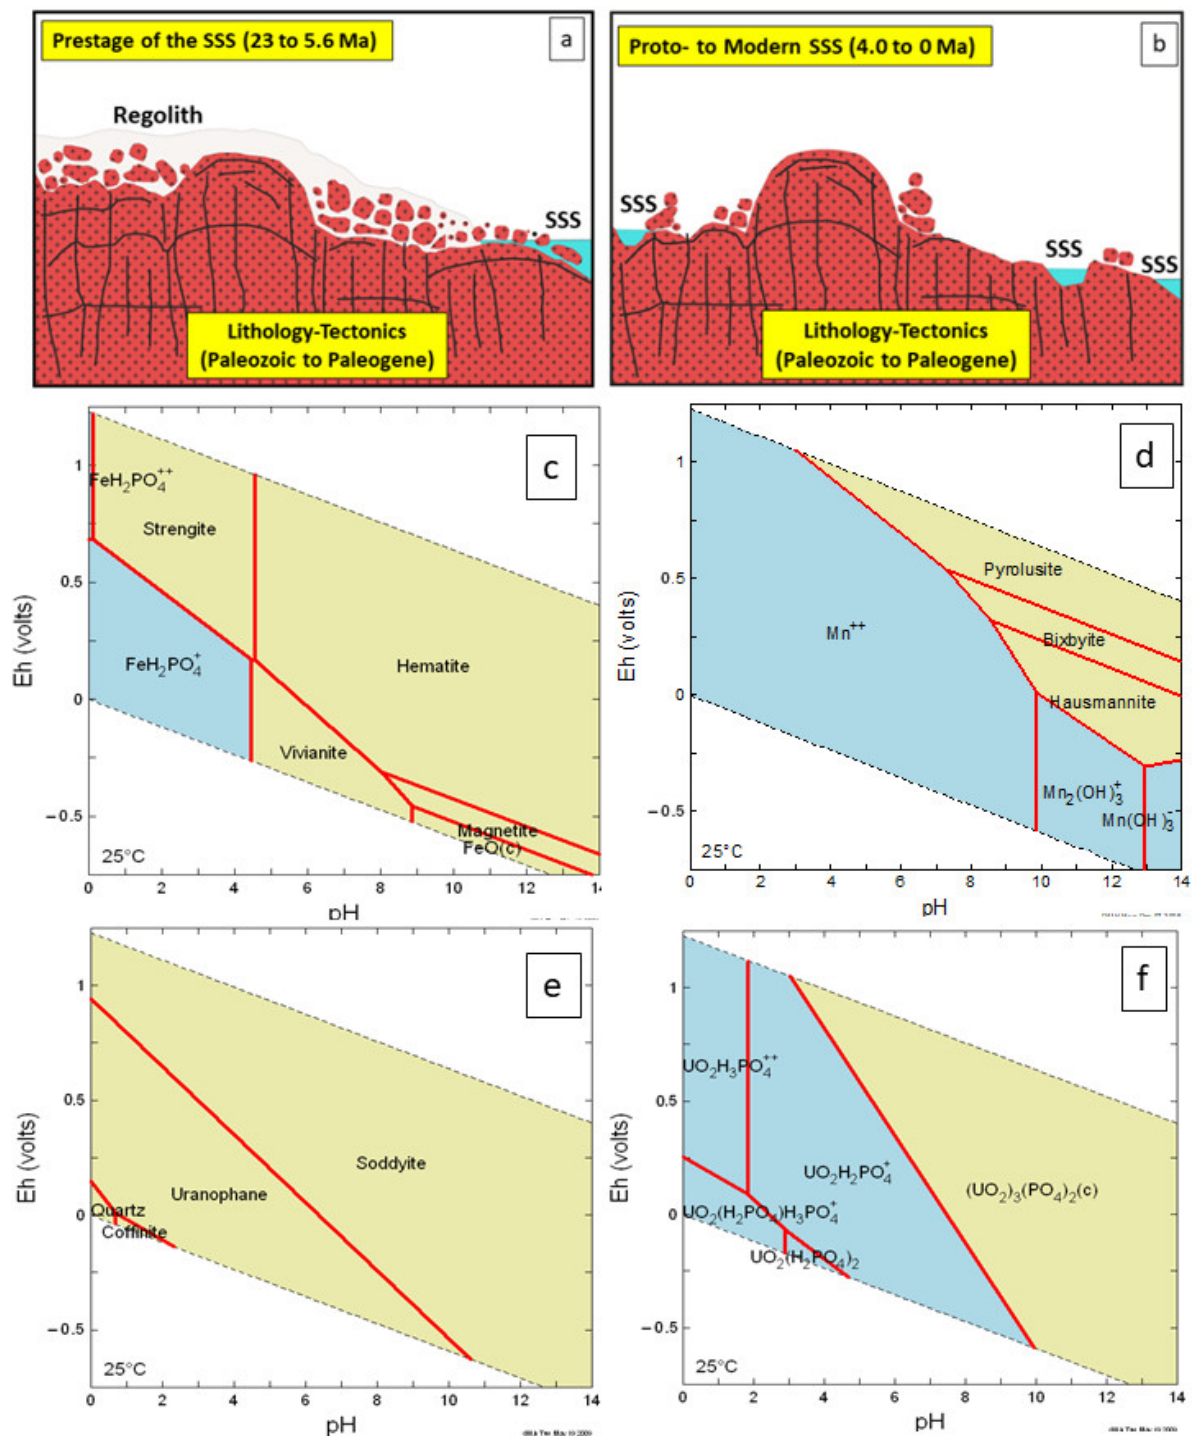 Prestage of the SSS (23 to 5.6 Ma)
a
Regolith
SSS
Lithology-Tectonics
(Paleozoic to Paleogene)
Proto- to Modern SSS (4.0 to 0 Ma)
b
SSS
SSS
SSS
Lithology-Tectonics
(Paleozoic to Paleogene)
c
FeH₂PO₄⁺⁺
Strengite
FeH₂PO₄⁺
Hematite
Vivianite
Magnetite
FeO(c)
25°C
Eh (volts)
1
0.5
0
–0.5
0 2 4 6 8 10 12 14
pH
d
Pyrolusite
Mn⁺⁺
Bixbyite
Hausmannite
Mn₂(OH)₃⁺
Mn(OH)₃⁻
25°C
Eh (volts)
1
0.5
0
–0.5
0 2 4 6 8 10 12 14
pH
e
Soddyite
Uranophane
Quartz
Coffinite
25°C
Eh (volts)
1
0.5
0
–0.5
0 2 4 6 8 10 12 14
pH
f
UO₂H₃PO₄⁺⁺
UO₂H₂PO₄⁺
(UO₂)₃(PO₄)₂(c)
UO₂(H₂PO₄)H₃PO₄⁺
UO₂(H₂PO₄)₂
25°C
Eh (volts)
1
0.5
0
–0.5
0 2 4 6 8 10 12 14
pH